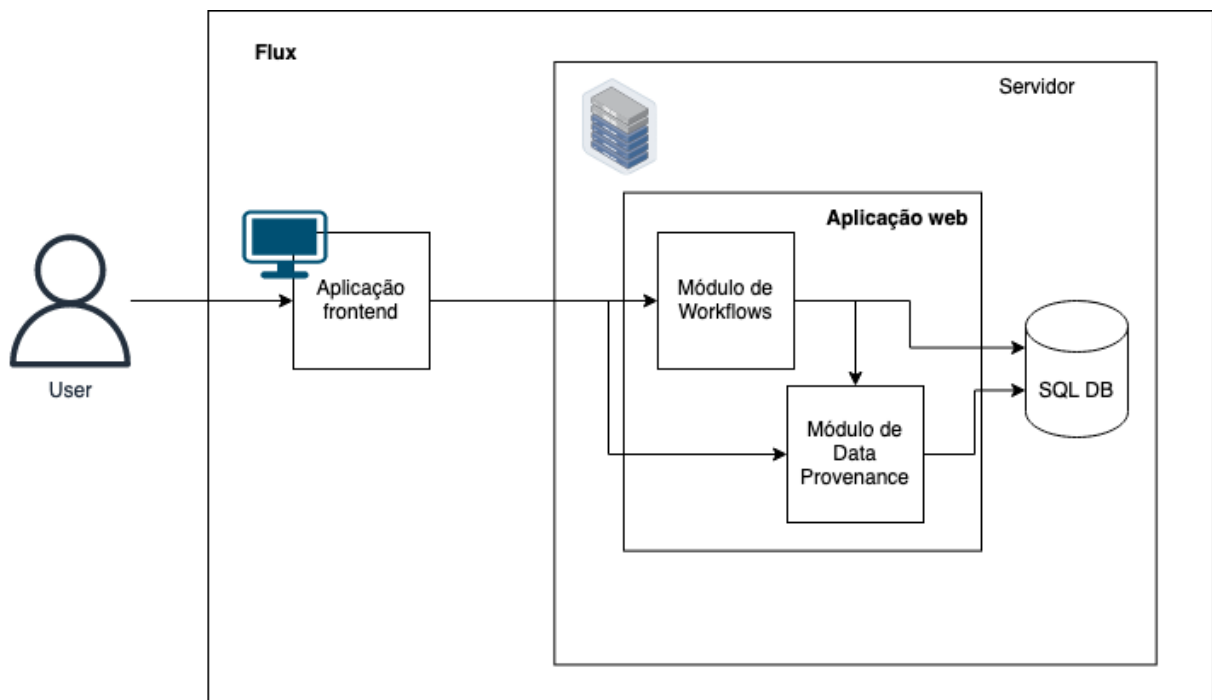 Flux
Servidor
Aplicação web
Aplicação
frontend
Módulo de
Workflows
User
SQL DB
Módulo de
Data
Provenance